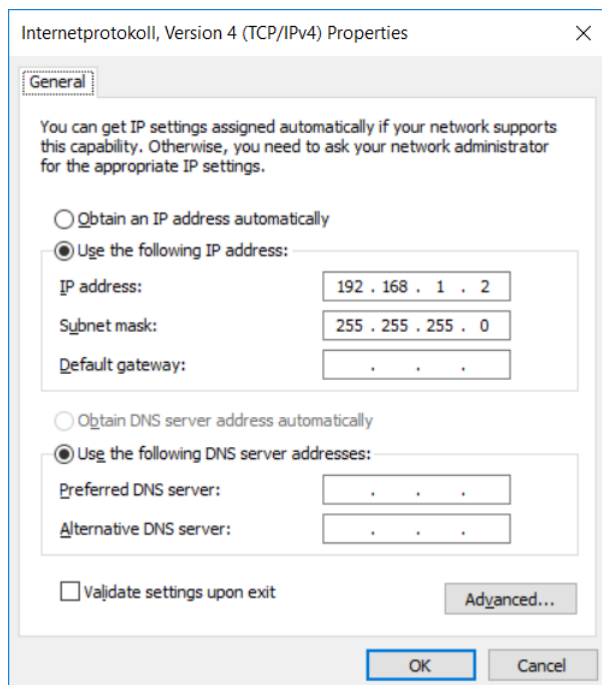 Internetprotokoll, Version 4 (TCP/IPv4) Properties
General
You can get IP settings assigned automatically if your network supports
this capability. Otherwise, you need to ask your network administrator
for the appropriate IP settings.
Obtain an IP address automatically
Use the following IP address:
IP address: 192 . 168 . 1 . 2
Subnet mask: 255 . 255 . 255 . 0
Default gateway: . . .
Obtain DNS server address automatically
Use the following DNS server addresses:
Preferred DNS server: . . .
Alternative DNS server: . . .
Validate settings upon exit
Advanced...
OK Cancel